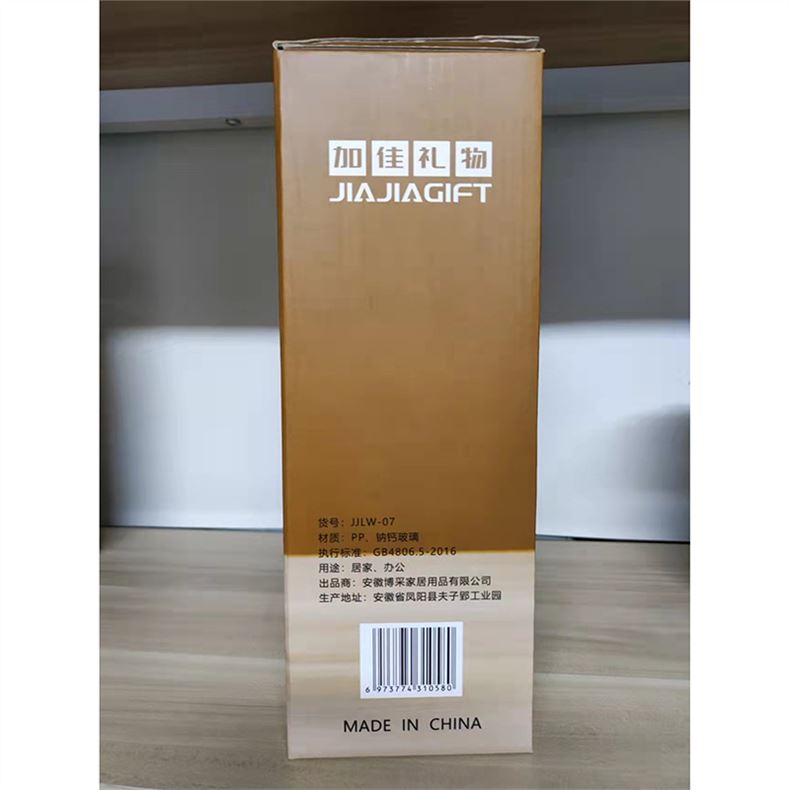 加佳礼物
JIAJIAGIFT
货号：JJLW-07
材质：PP、钠钙玻璃
执行标准：GB4806.5-2016
用途：居家、办公
出品商：安徽博采家居用品有限公司
生产地址：安徽省凤阳县夫子郢工业园
6 973774 310580
MADE IN CHINA